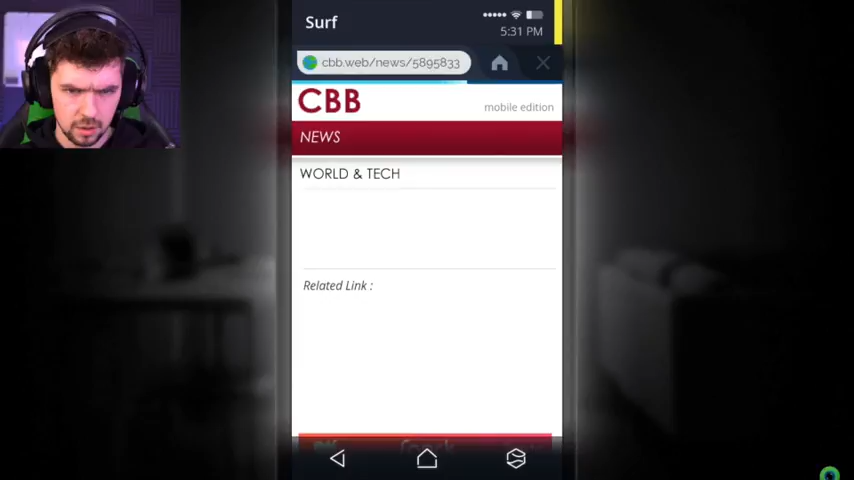 Surf
5:31 PM
cbb.web/news/5895833
CBB
mobile edition
NEWS
WORLD & TECH
Related Link :